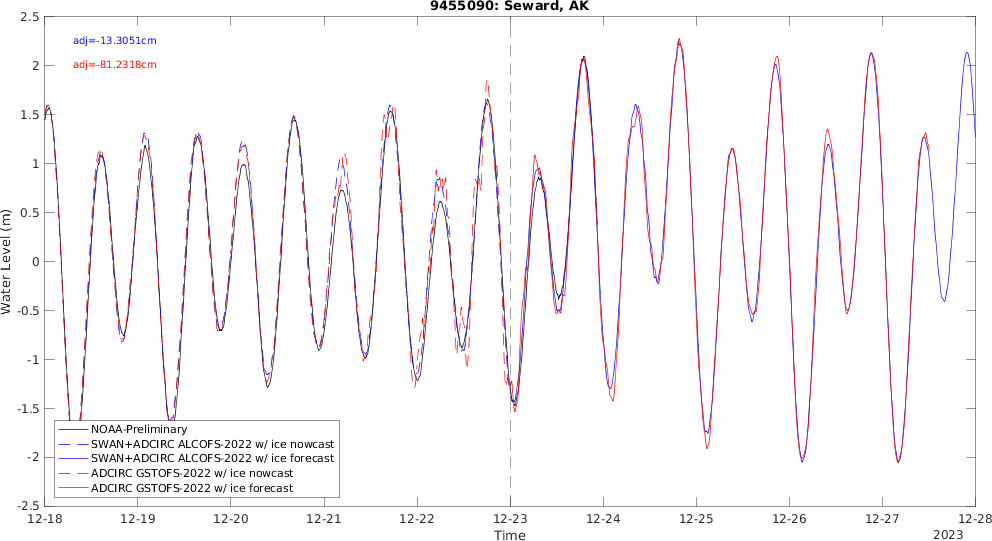 9455090: Seward, AK
2.5
adj=-13.3051cm
2
adj=-81.2318cm
1.5
1
0.5
0
-0.5
-1
-1.5
-2
-2.5
Water Level (m)
NOAA-Preliminary
SWAN+ADCIRC ALCOFS-2022 w/ ice nowcast
SWAN+ADCIRC ALCOFS-2022 w/ ice forecast
ADCIRC GSTOFS-2022 w/ ice nowcast
ADCIRC GSTOFS-2022 w/ ice forecast
12-18 12-19 12-20 12-21 12-22 12-23 12-24 12-25 12-26 12-27 12-28
Time
2023